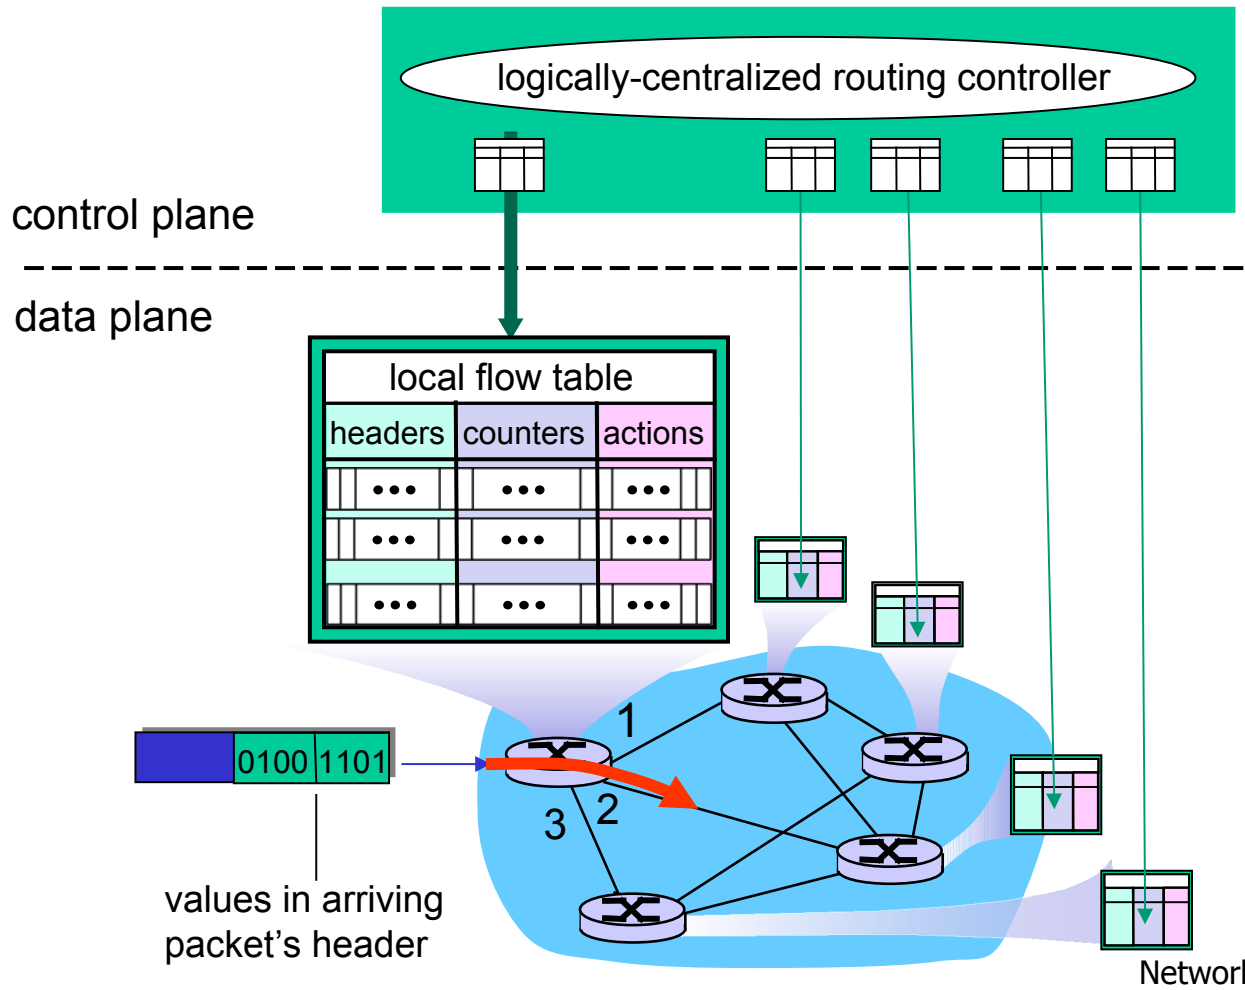 logically-centralized routing controller
control plane
data plane
local flow table
headers counters actions
1
0100 1101
3 2
values in arriving
packet's header
Network